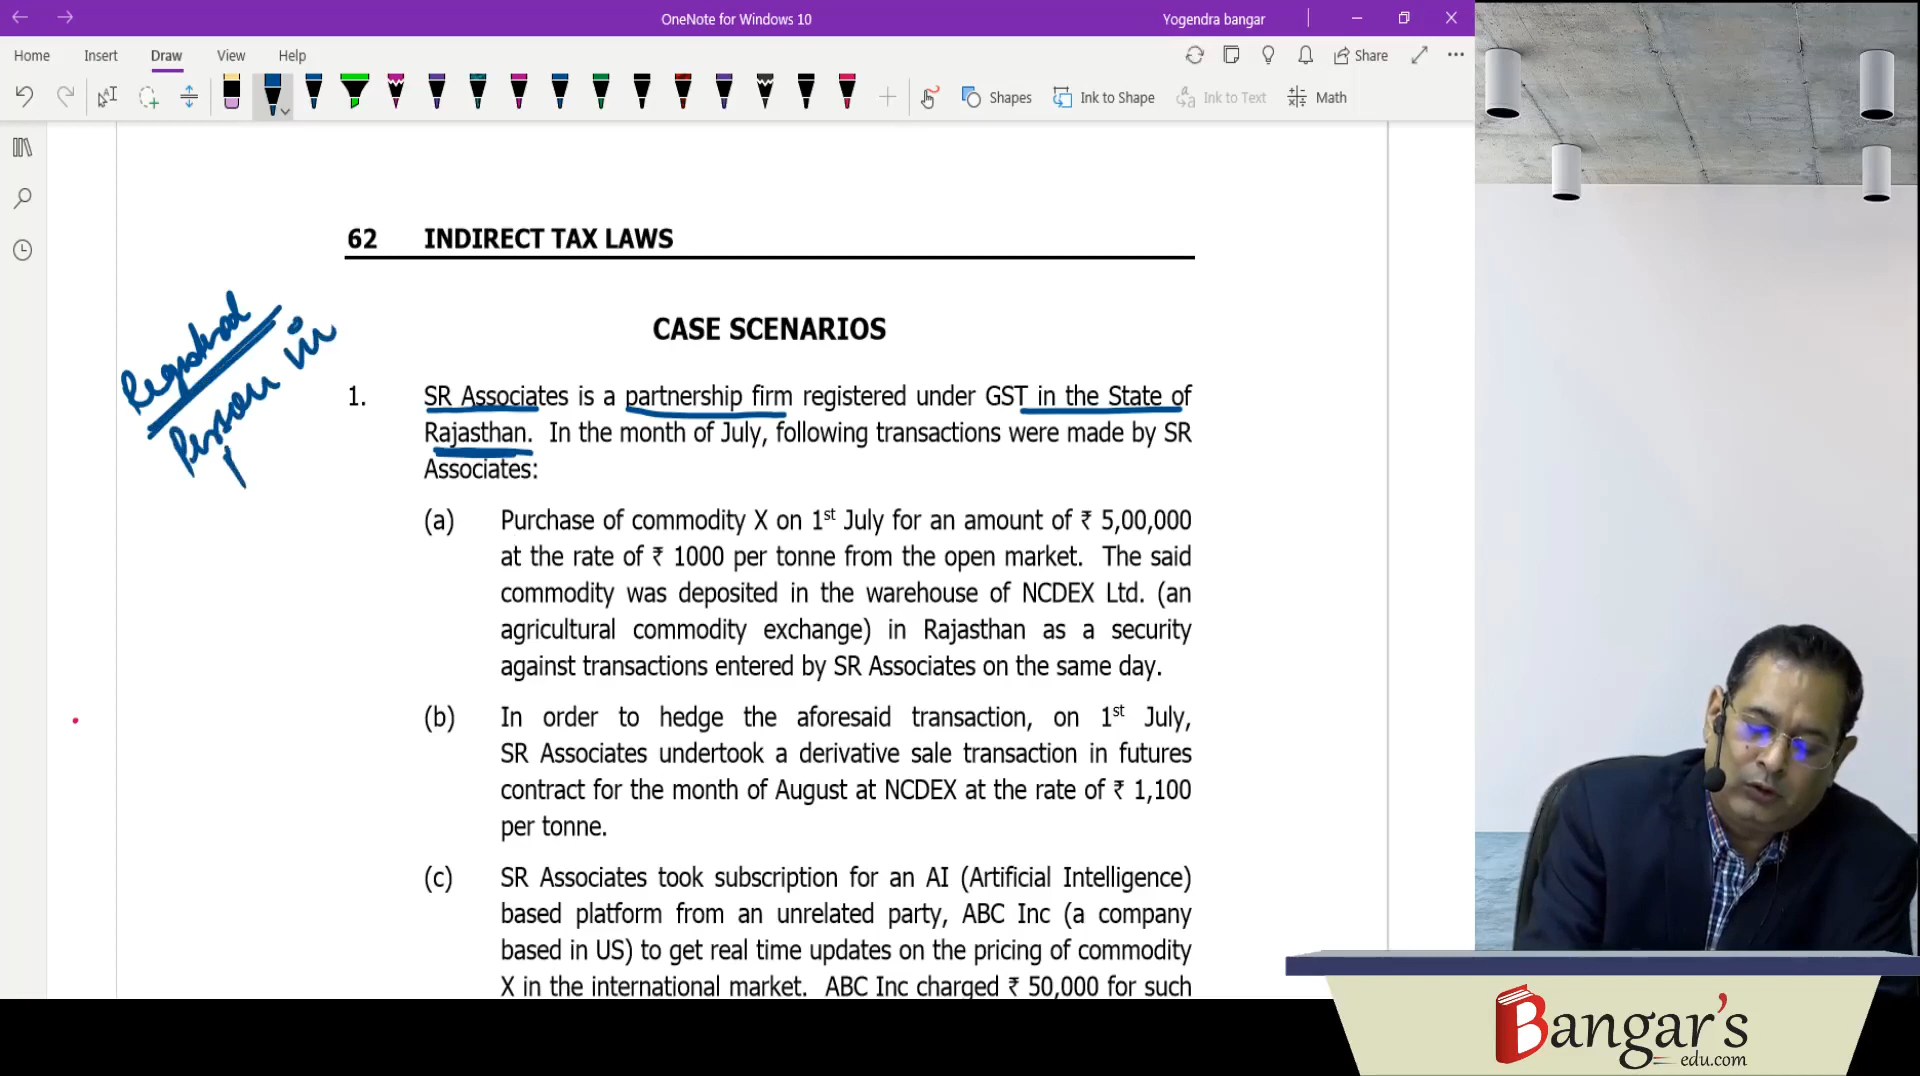 OneNote for Windows 10
Yogendra bangar
Home Insert Draw View Help
Share
Shapes Ink to Shape Ink to Text Math
62 INDIRECT TAX LAWS
Registered
Person in
CASE SCENARIOS
1. SR Associates is a partnership firm registered under GST in the State of
Rajasthan. In the month of July, following transactions were made by SR
Associates:
(a) Purchase of commodity X on 1st July for an amount of ₹ 5,00,000
at the rate of ₹ 1000 per tonne from the open market. The said
commodity was deposited in the warehouse of NCDEX Ltd. (an
agricultural commodity exchange) in Rajasthan as a security
against transactions entered by SR Associates on the same day.
(b) In order to hedge the aforesaid transaction, on 1st July,
SR Associates undertook a derivative sale transaction in futures
contract for the month of August at NCDEX at the rate of ₹ 1,100
per tonne.
(c) SR Associates took subscription for an AI (Artificial Intelligence)
based platform from an unrelated party, ABC Inc (a company
based in US) to get real time updates on the pricing of commodity
X in the international market. ABC Inc charged ₹ 50,000 for such
Bangar's
edu.com